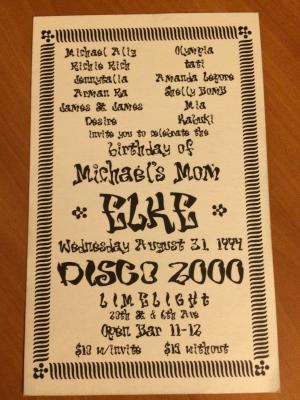 Michael Alig Olympia
Richie Rich Tati
Jennytalia Amanda Lepore
Arman Ra Shelly Bomb
James & James Mia
Desire Kabuki
invite you to celebrate the
birthday of
Michael's Mom
ELKE
Wednesday August 31, 1994
DISCO 2000
LIMELIGHT
20th St & 6th Ave
Open Bar 11-12
$10 w/invite $15 without